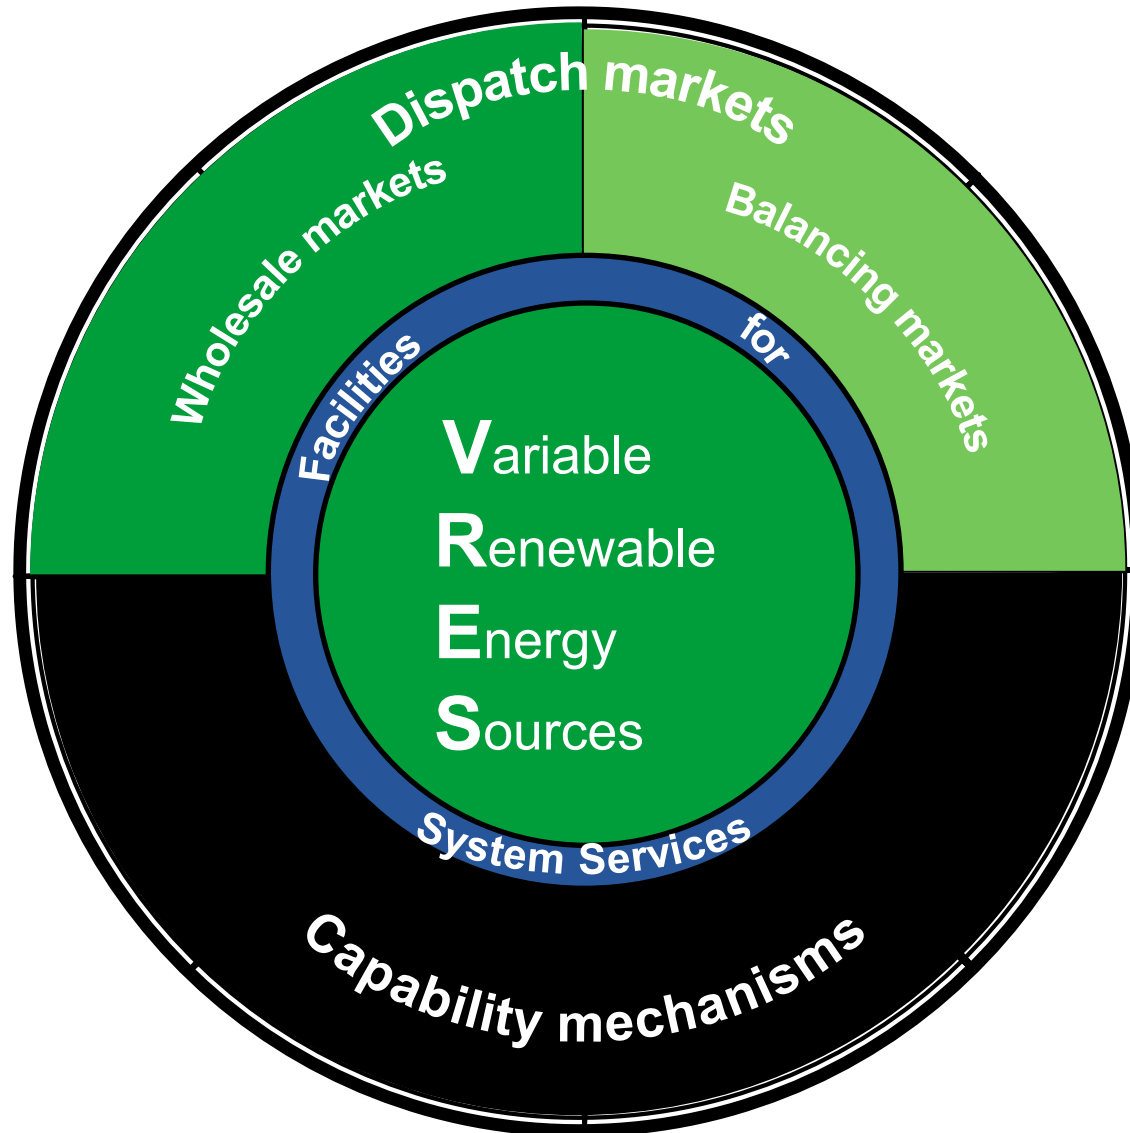 Dispatch markets
Wholesale markets
Balancing markets
Facilities for
Variable
Renewable
Energy
Sources
System Services
Capability mechanisms